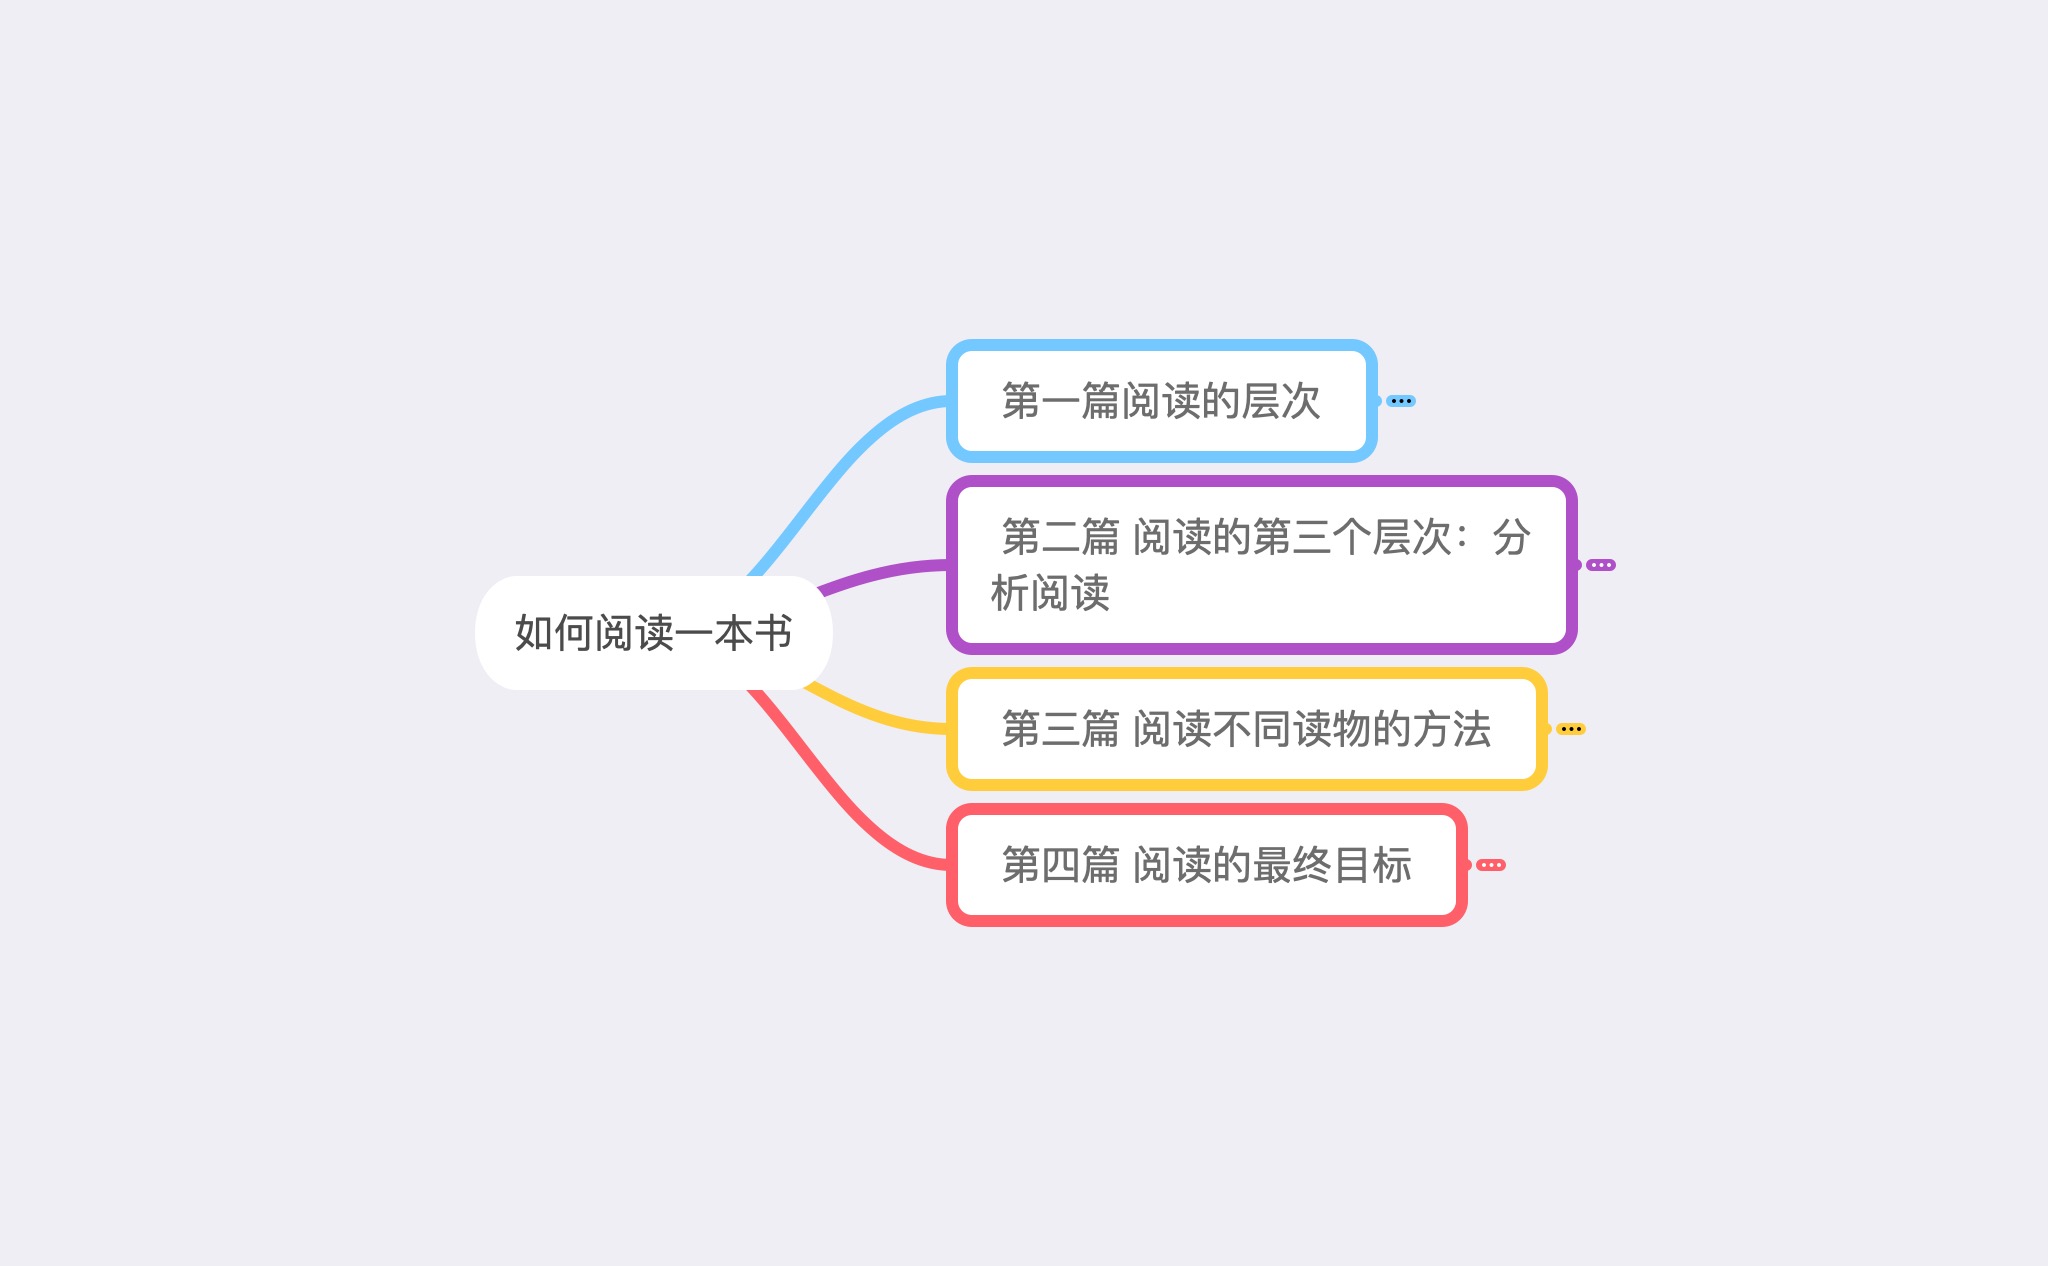 第一篇阅读的层次
第二篇 阅读的第三个层次：分
析阅读
如何阅读一本书
第三篇 阅读不同读物的方法
第四篇 阅读的最终目标